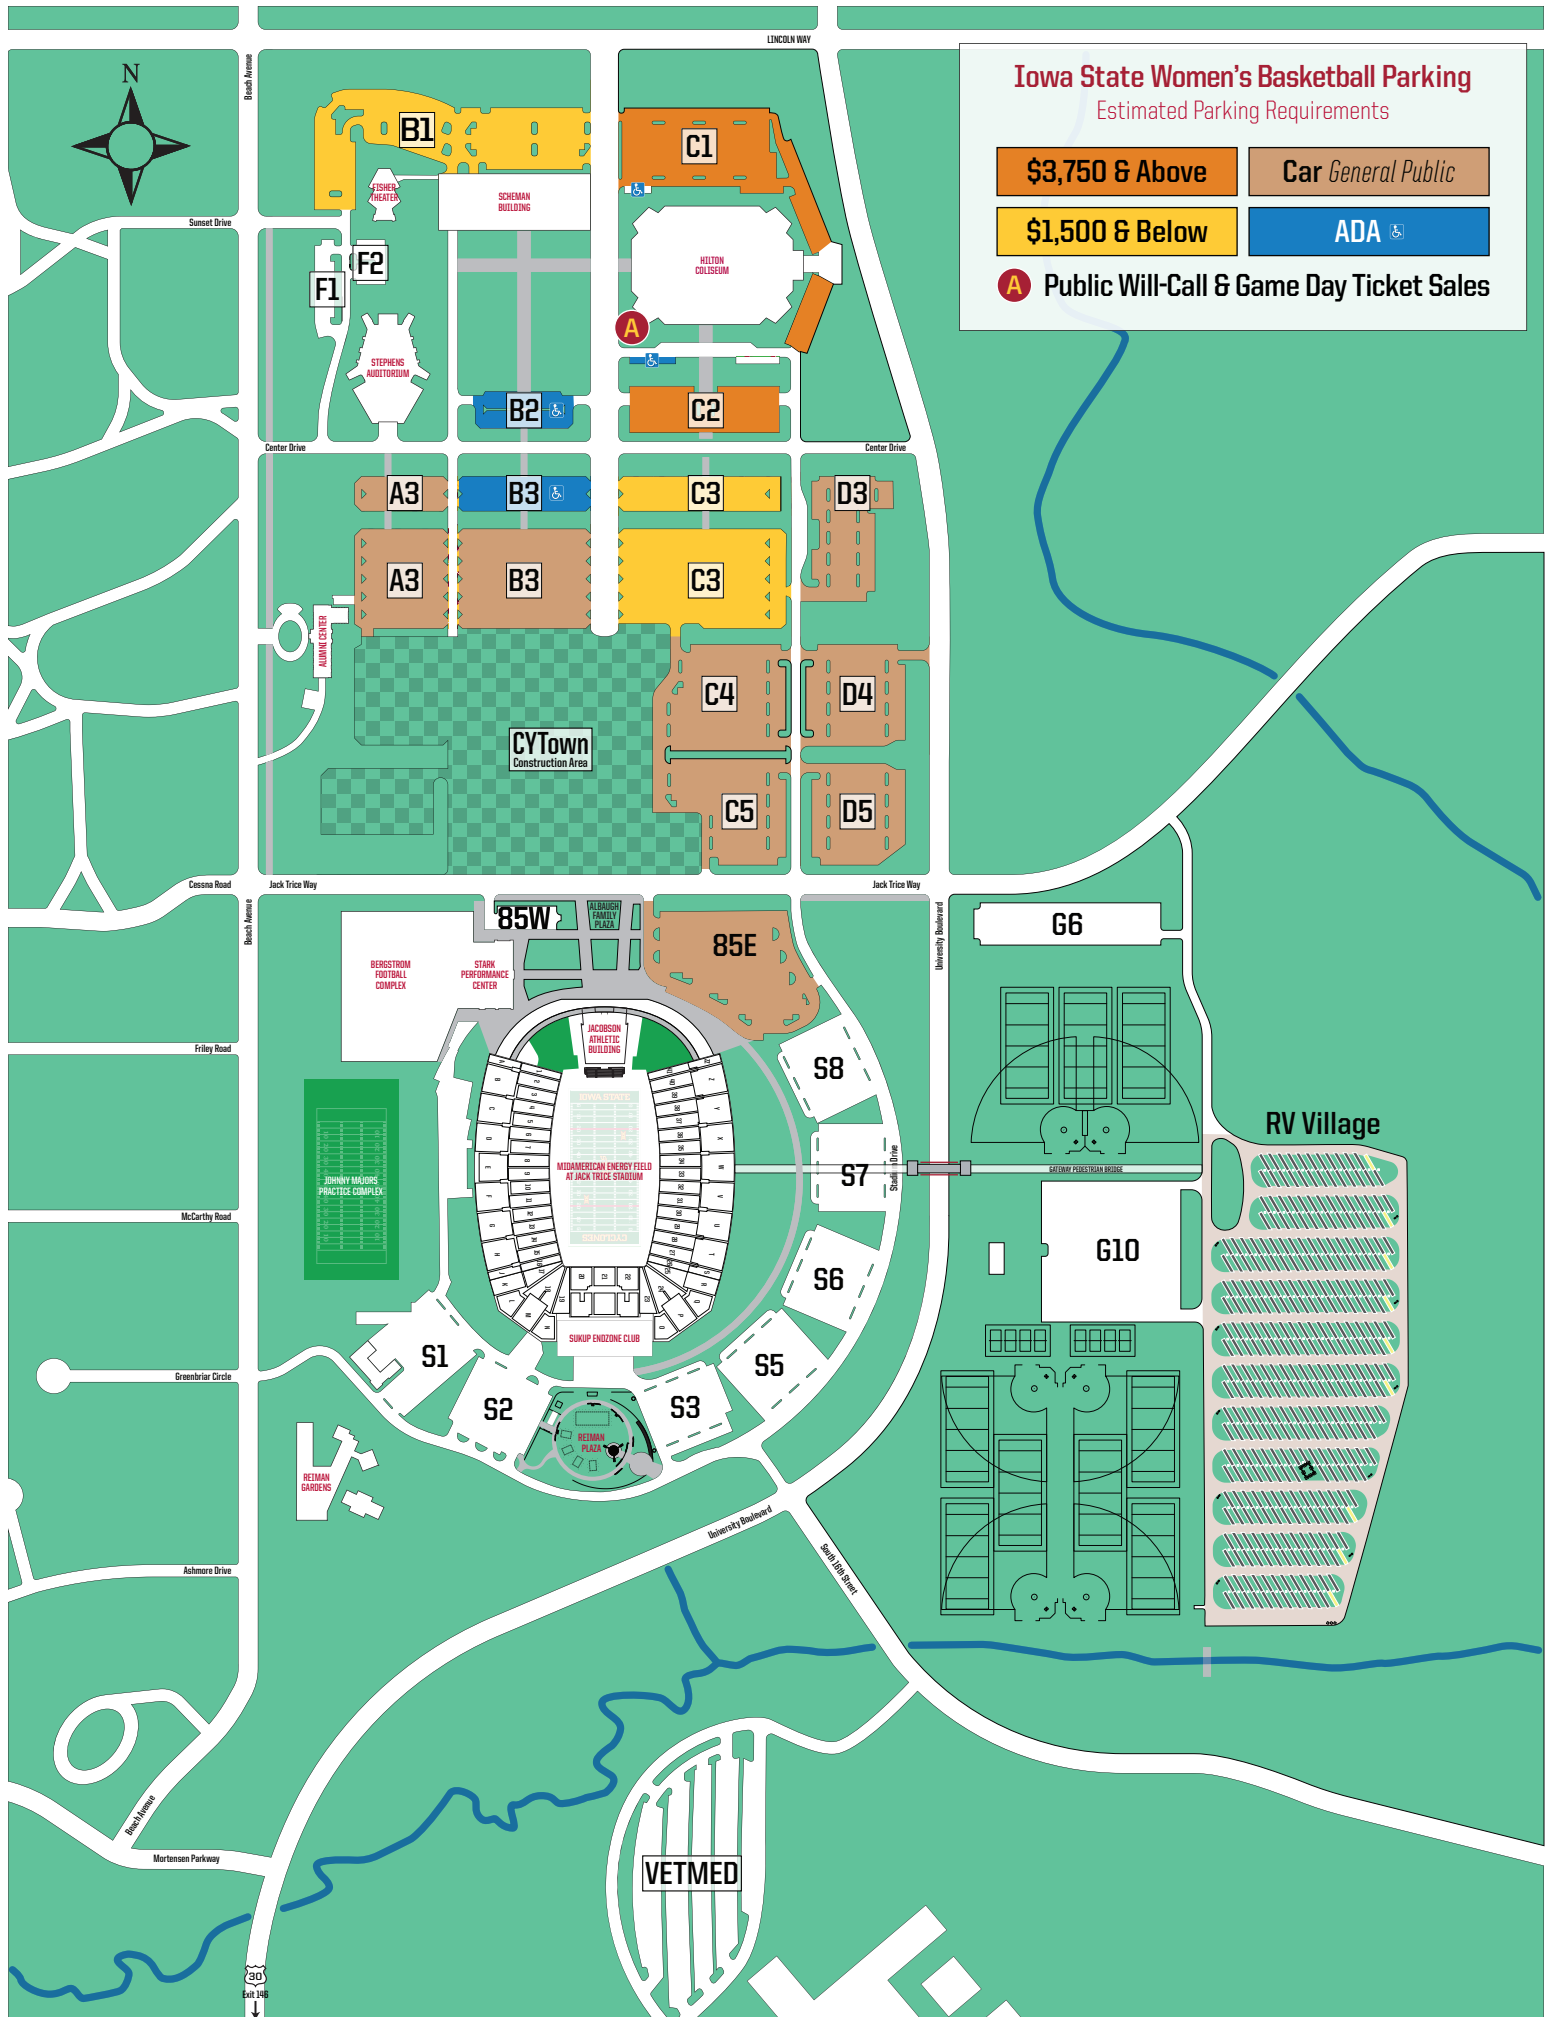 LINCOLN WAY
Iowa State Women's Basketball Parking
Estimated Parking Requirements
$3,750 & Above
Car General Public
$1,500 & Below
ADA
A Public Will-Call & Game Day Ticket Sales
N
Beach Avenue
B1
C1
FISHER
THEATER
SCHEMAN
BUILDING
Sunset Drive
F2
F1
HILTON
COLISEUM
A
STEPHENS
AUDITORIUM
B2
C2
Center Drive
Center Drive
A3
B3
C3
D3
A3
B3
C3
ALUMNI CENTER
C4
D4
CYTown
Construction Area
C5
D5
Cessna Road
Jack Trice Way
Jack Trice Way
Beach Avenue
85W
ALBAUGH
FAMILY
PLAZA
85E
University Boulevard
G6
BERGSTROM
FOOTBALL
COMPLEX
STARK
PERFORMANCE
CENTER
JACOBSON
ATHLETIC
BUILDING
Friley Road
S8
RV Village
MIDAMERICAN ENERGY FIELD
AT JACK TRICE STADIUM
S7
Stadium Drive
GATEWAY PEDESTRIAN BRIDGE
JOHNNY MAJORS
PRACTICE COMPLEX
McCarthy Road
CYCLONES
G10
S6
SUKUP ENDZONE CLUB
S1
S5
Greenbriar Circle
S2
S3
REIMAN
PLAZA
REIMAN
GARDENS
University Boulevard
South 16th Street
Ashmore Drive
Beach Avenue
Mortensen Parkway
VETMED
30
Exit 146